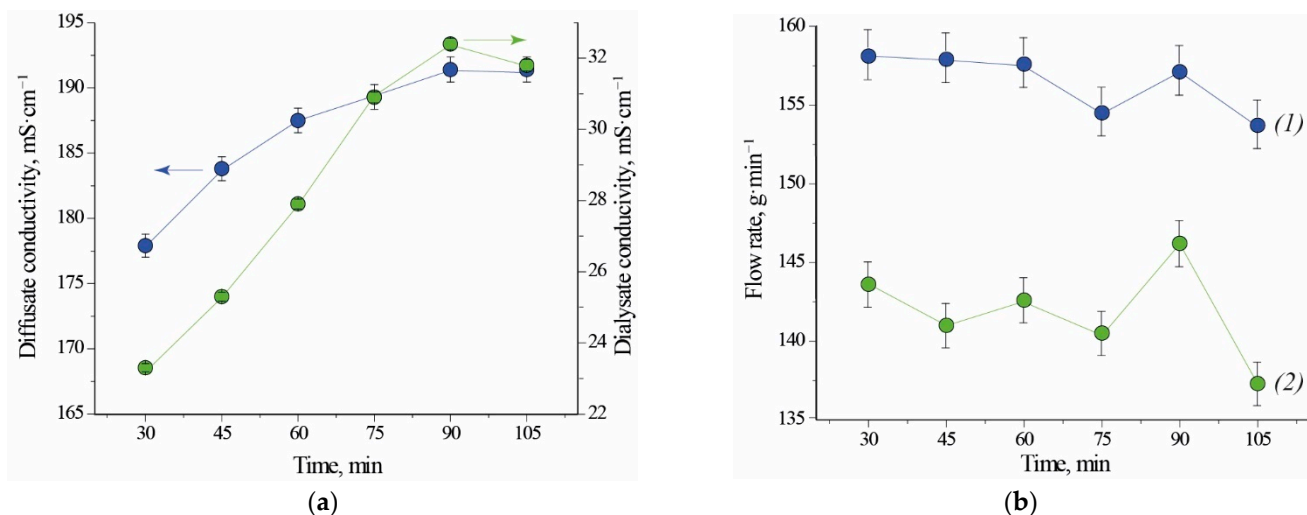 Diffusate conductivity, mS·cm⁻¹
195
190
185
180
175
170
165
32
30
28
26
24
22
Dialysate conducivity, mS·cm⁻¹
30 45 60 75 90 105
Time, min
(a)
Flow rate, g·min⁻¹
160
155
150
145
140
135
(1)
(2)
30 45 60 75 90 105
Time, min
(b)